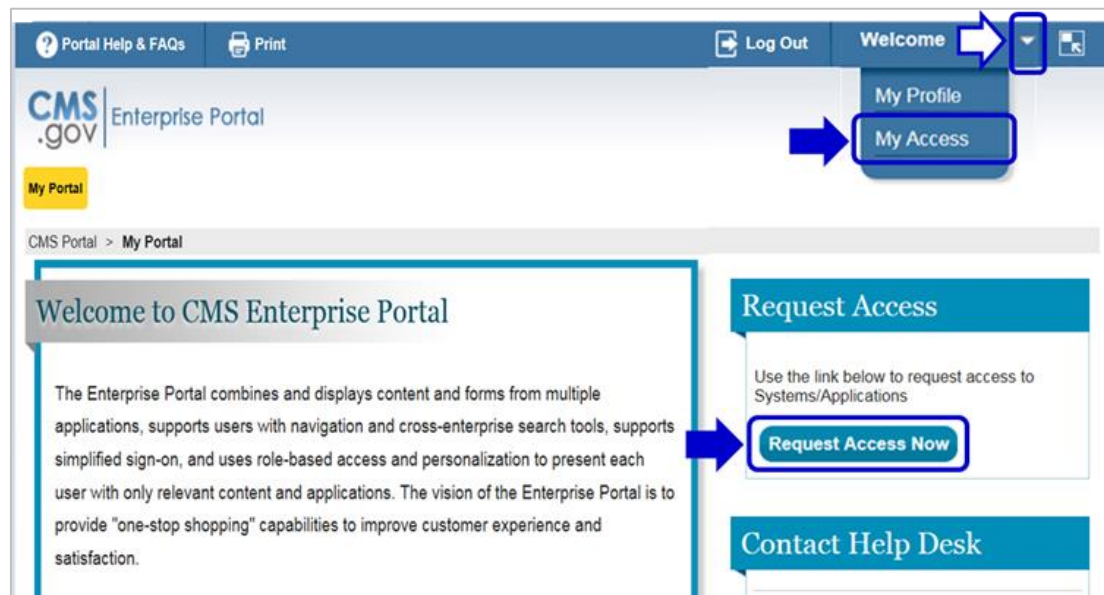 Portal Help & FAQs
Print
Log Out
Welcome
My Profile
My Access
CMS
.gov
Enterprise Portal
My Portal
CMS Portal > My Portal
Welcome to CMS Enterprise Portal
The Enterprise Portal combines and displays content and forms from multiple
applications, supports users with navigation and cross-enterprise search tools, supports
simplified sign-on, and uses role-based access and personalization to present each
user with only relevant content and applications. The vision of the Enterprise Portal is to
provide "one-stop shopping" capabilities to improve customer experience and
satisfaction.
Request Access
Use the link below to request access to
Systems/Applications
Request Access Now
Contact Help Desk